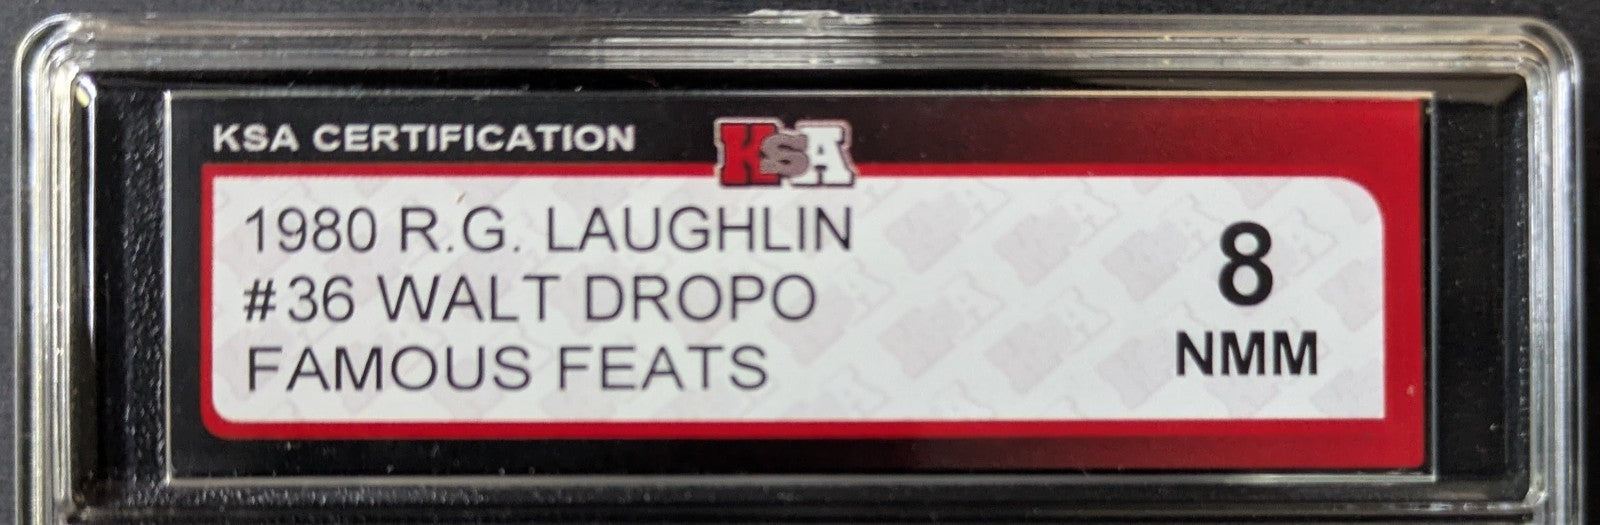 KSA CERTIFICATION
KSA
1980 R.G. LAUGHLIN
#36 WALT DROPO
FAMOUS FEATS
8
NMM